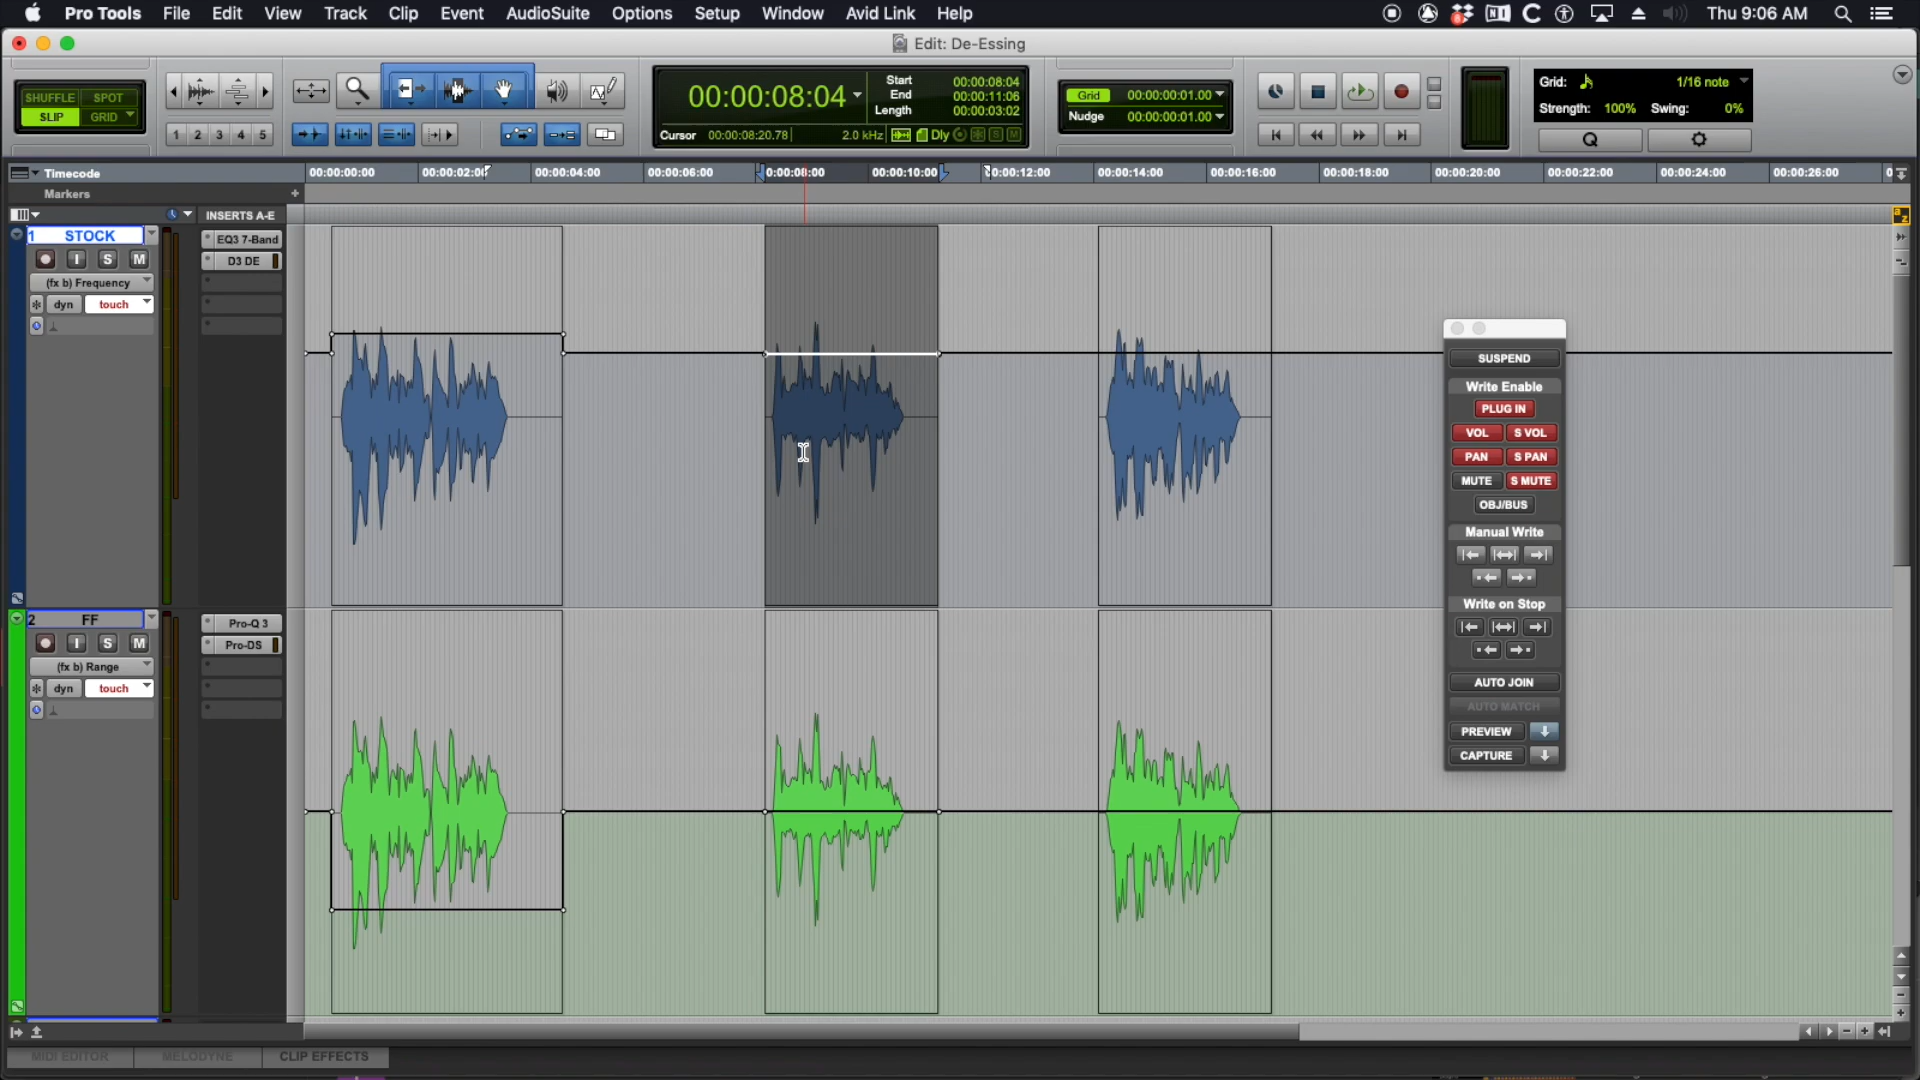 Pro Tools File Edit View Track Clip Event AudioSuite Options Setup Window Avid Link Help Thu 9:06 AM
Edit: De-Essing
SHUFFLE SPOT
SLIP GRID
1 2 3 4 5
00:00:08:04
Start 00:00:08:04
End 00:00:11:06
Length 00:00:03:02
Cursor 00:00:08:20.78 2.0 kHz Dly
Grid 00:00:00:01.00
Nudge 00:00:00:01.00
Grid: 1/16 note
Strength: 100% Swing: 0%
Q
Timecode 00:00:00:00 00:00:04:00 00:00:06:00 0:00:08:00 00:00:10:00 0:00:12:00 00:00:14:00 00:00:16:00 00:00:18:00 00:00:20:00 00:00:22:00 00:00:24:00 00:00:26:00
Markers
INSERTS A-E
1 STOCK
EQ3 7-Band
I S M
D3 DE
(fx b) Frequency
dyn touch
SUSPEND
Write Enable
PLUG IN
VOL S VOL
PAN S PAN
MUTE S MUTE
OBJ/BUS
Manual Write
Write on Stop
AUTO JOIN
AUTO MATCH
PREVIEW
CAPTURE
2 FF
Pro-Q 3
I S M
Pro-DS
(fx b) Range
dyn touch
MIDI EDITOR MELODYNE CLIP EFFECTS